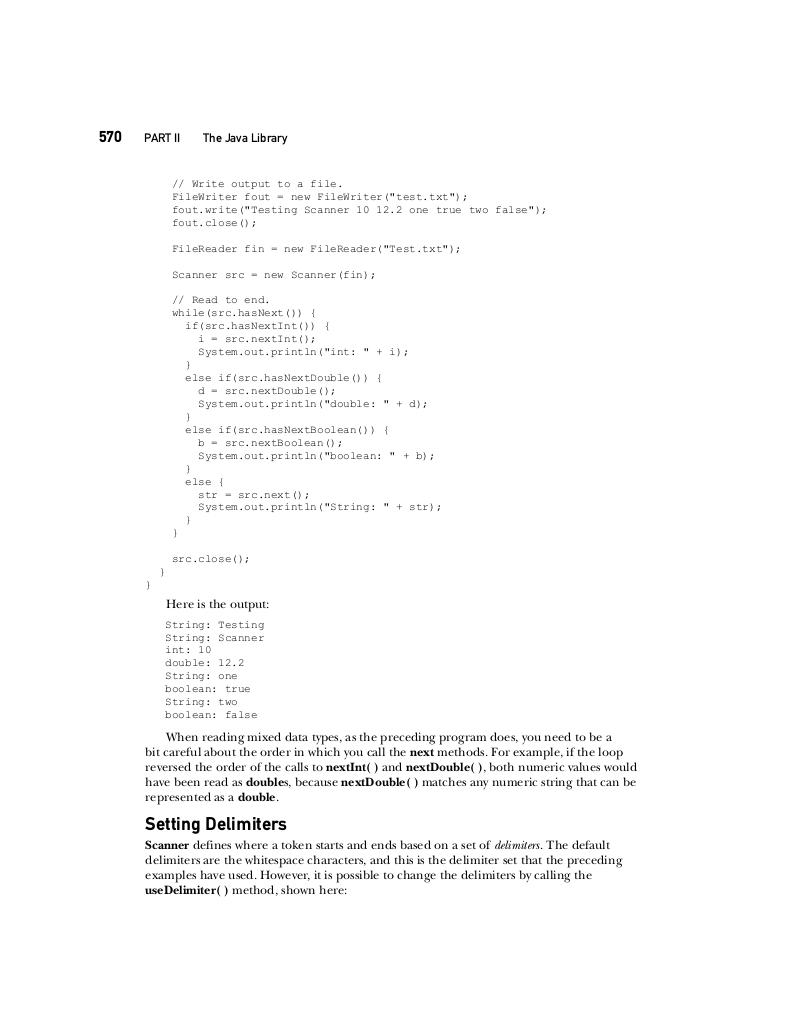 570 PART II The Java Library
// Write output to a file.
FileWriter fout = new FileWriter("test.txt");
fout.write("Testing Scanner 10 12.2 one true two false");
fout.close();
FileReader fin = new FileReader("Test.txt");
Scanner src = new Scanner(fin);
// Read to end.
while(src.hasNext()) {
if(src.hasNextInt()) {
i = src.nextInt();
System.out.println("int: " + i);
}
else if(src.hasNextDouble()) {
d = src.nextDouble();
System.out.println("double: " + d);
}
else if(src.hasNextBoolean()) {
b = src.nextBoolean();
System.out.println("boolean: " + b);
}
else {
str = src.next();
System.out.println("String: " + str);
}
}
src.close();
}
}
Here is the output:
String: Testing
String: Scanner
int: 10
double: 12.2
String: one
boolean: true
String: two
boolean: false
When reading mixed data types, as the preceding program does, you need to be a
bit careful about the order in which you call the next methods. For example, if the loop
reversed the order of the calls to nextInt( ) and nextDouble( ), both numeric values would
have been read as doubles, because nextDouble( ) matches any numeric string that can be
represented as a double.
Setting Delimiters
Scanner defines where a token starts and ends based on a set of delimiters. The default
delimiters are the whitespace characters, and this is the delimiter set that the preceding
examples have used. However, it is possible to change the delimiters by calling the
useDelimiter( ) method, shown here: